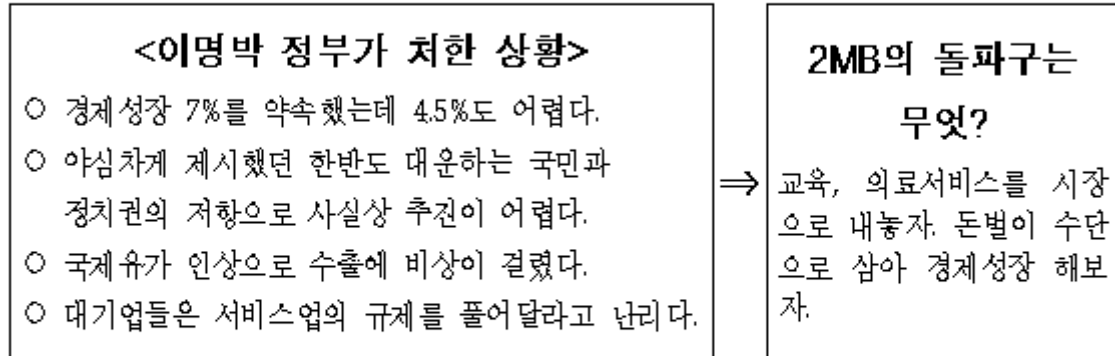 <이명박 정부가 처한 상황>
○ 경제성장 7%를 약속했는데 4.5%도 어렵다.
○ 야심차게 제시했던 한반도 대운하는 국민과
정치권의 저항으로 사실상 추진이 어렵다.
○ 국제유가 인상으로 수출에 비상이 걸렸다.
○ 대기업들은 서비스업의 규제를 풀어달라고 난리다.
⇒
2MB의 돌파구는
무엇?
교육, 의료서비스를 시장
으로 내놓자. 돈벌이 수단
으로 삼아 경제성장 해보
자.